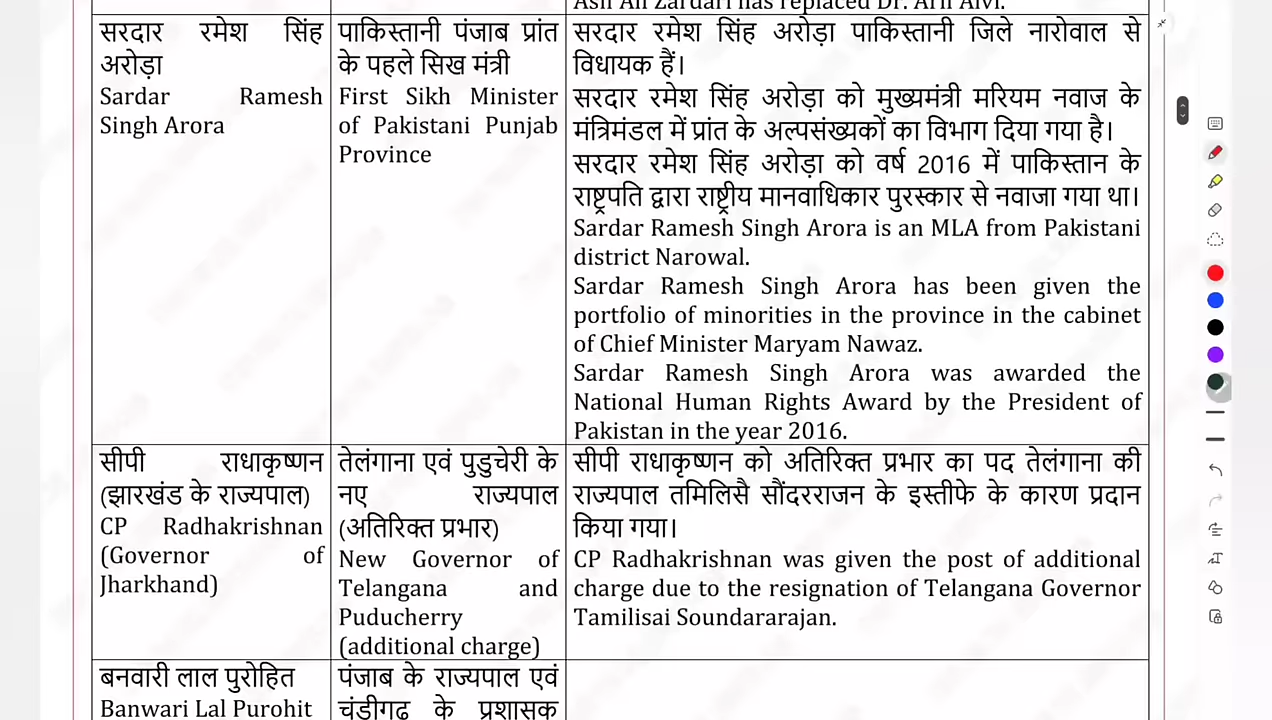 Asif Ali Zardari has replaced Dr. Arif Alvi.
सरदार रमेश सिंह
अरोड़ा
Sardar Ramesh
Singh Arora
पाकिस्तानी पंजाब प्रांत
के पहले सिख मंत्री
First Sikh Minister
of Pakistani Punjab
Province
सरदार रमेश सिंह अरोड़ा पाकिस्तानी जिले नारोवाल से
विधायक हैं।
सरदार रमेश सिंह अरोड़ा को मुख्यमंत्री मरियम नवाज के
मंत्रिमंडल में प्रांत के अल्पसंख्यकों का विभाग दिया गया है।
सरदार रमेश सिंह अरोड़ा को वर्ष 2016 में पाकिस्तान के
राष्ट्रपति द्वारा राष्ट्रीय मानवाधिकार पुरस्कार से नवाजा गया था।
Sardar Ramesh Singh Arora is an MLA from Pakistani
district Narowal.
Sardar Ramesh Singh Arora has been given the
portfolio of minorities in the province in the cabinet
of Chief Minister Maryam Nawaz.
Sardar Ramesh Singh Arora was awarded the
National Human Rights Award by the President of
Pakistan in the year 2016.
सीपी राधाकृष्णन
(झारखंड के राज्यपाल)
CP Radhakrishnan
(Governor of
Jharkhand)
तेलंगाना एवं पुडुचेरी के
नए राज्यपाल
(अतिरिक्त प्रभार)
New Governor of
Telangana and
Puducherry
(additional charge)
सीपी राधाकृष्णन को अतिरिक्त प्रभार का पद तेलंगाना की
राज्यपाल तमिलिसै सौंदरराजन के इस्तीफे के कारण प्रदान
किया गया।
CP Radhakrishnan was given the post of additional
charge due to the resignation of Telangana Governor
Tamilisai Soundararajan.
बनवारी लाल पुरोहित
Banwari Lal Purohit
पंजाब के राज्यपाल एवं
चंडीगढ़ के प्रशासक